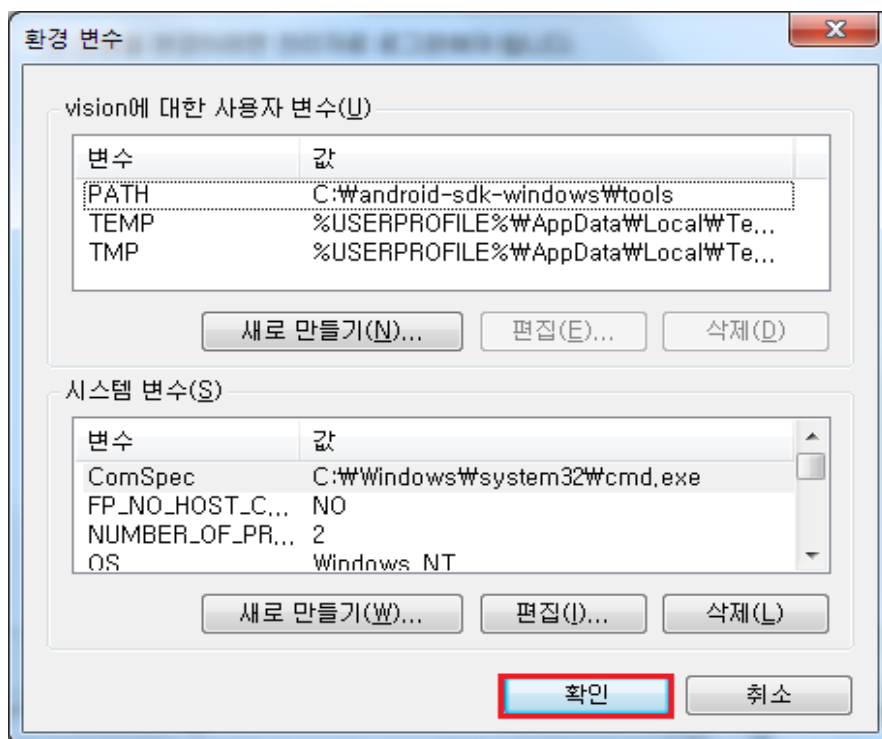 환경 변수
vision에 대한 사용자 변수(U)
변수 값
PATH C:₩android-sdk-windows₩tools
TEMP %USERPROFILE%₩AppData₩Local₩Te...
TMP %USERPROFILE%₩AppData₩Local₩Te...
새로 만들기(N)... 편집(E)... 삭제(D)
시스템 변수(S)
변수 값
ComSpec C:₩Windows₩system32₩cmd.exe
FP_NO_HOST_C... NO
NUMBER_OF_PR... 2
OS Windows_NT
새로 만들기(W)... 편집(I)... 삭제(L)
확인 취소